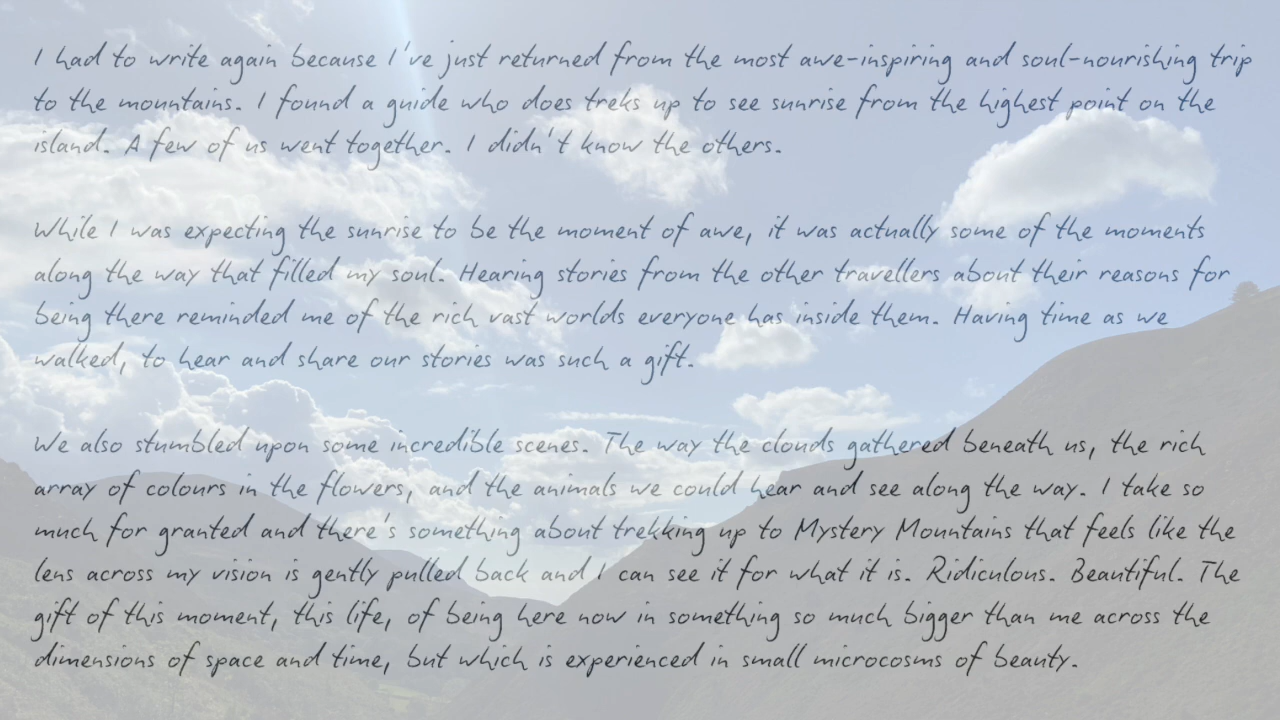 I had to write again because I've just returned from the most awe-inspiring and soul-nourishing trip
to the mountains. I found a guide who does treks up to see sunrise from the highest point on the
island. A few of us went together. I didn't know the others.
While I was expecting the sunrise to be the moment of awe, it was actually some of the moments
along the way that filled my soul. Hearing stories from the other travellers about their reasons for
being there reminded me of the rich vast worlds everyone has inside them. Having time as we
walked, to hear and share our stories was such a gift.
We also stumbled upon some incredible scenes. The way the clouds gathered beneath us, the rich
array of colours in the flowers, and the animals we could hear and see along the way. I take so
much for granted and there's something about trekking up to Mystery Mountains that feels like the
lens across my vision is gently pulled back and I can see it for what it is. Ridiculous. Beautiful. The
gift of this moment, this life, of being here now in something so much bigger than me across the
dimensions of space and time, but which is experienced in small microcosms of beauty.